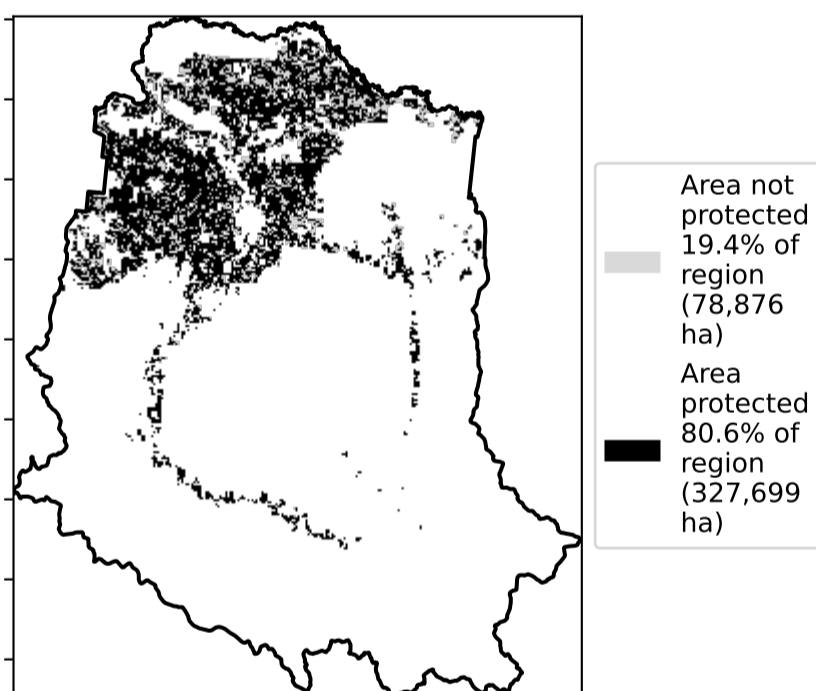 Area not
protected
19.4% of
region
(78,876
ha)
Area
protected
80.6% of
region
(327,699
ha)